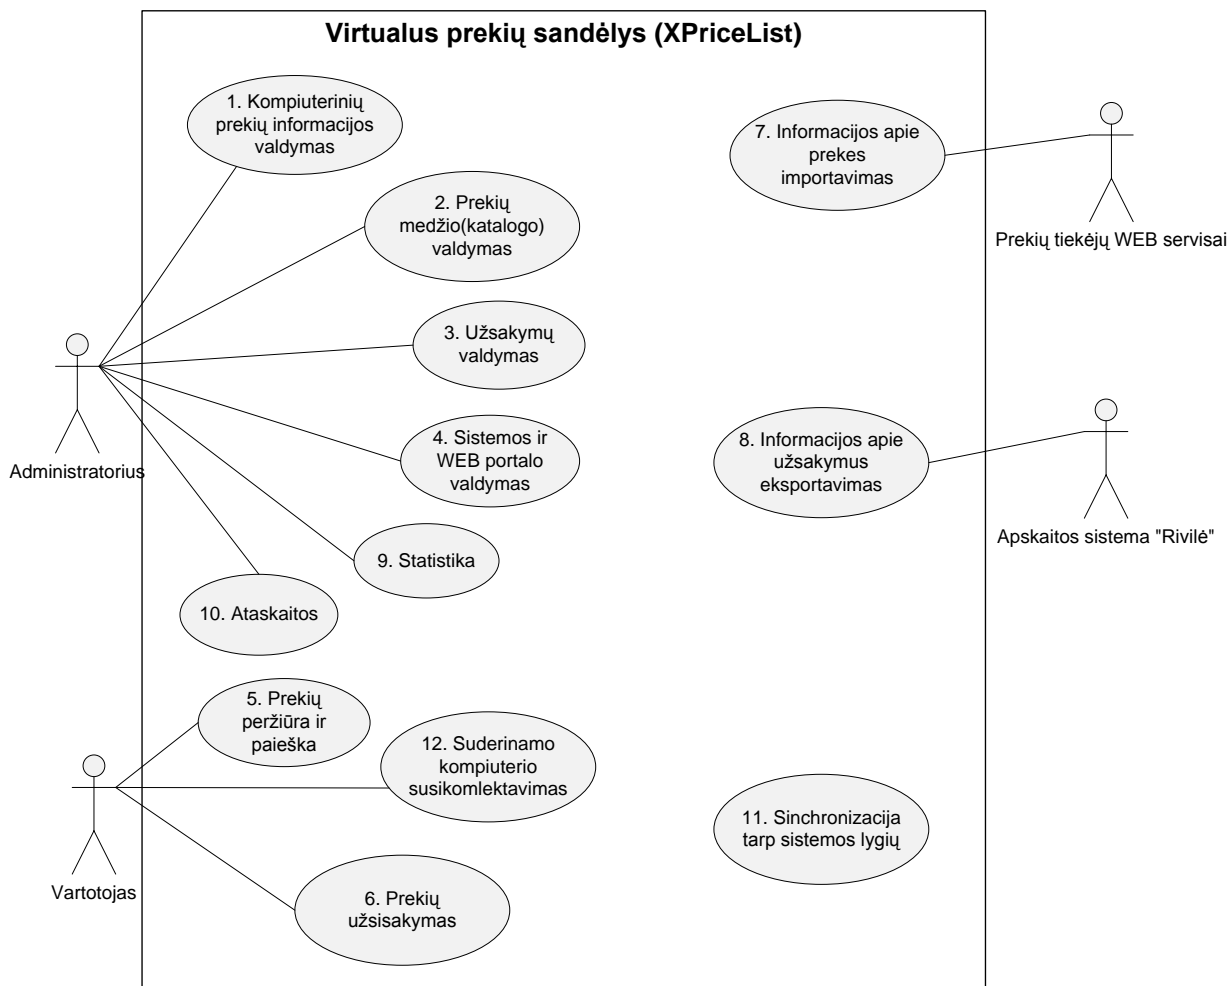 Virtualus prekių sandėlys (XPriceList)
1. Kompiuterinių
prekių informacijos
valdymas
2. Prekių
medžio(katalogo)
valdymas
3. Užsakymų
valdymas
4. Sistemos ir
WEB portalo
valdymas
9. Statistika
10. Ataskaitos
Administratorius
5. Prekių
peržiūra ir
paieška
12. Suderinamo
kompiuterio
susikomlektavimas
6. Prekių
užsisakymas
Vartotojas
7. Informacijos apie
prekes
importavimas
Prekių tiekėjų WEB servisai
8. Informacijos apie
užsakymus
eksportavimas
Apskaitos sistema "Rivilė"
11. Sinchronizacija
tarp sistemos lygių